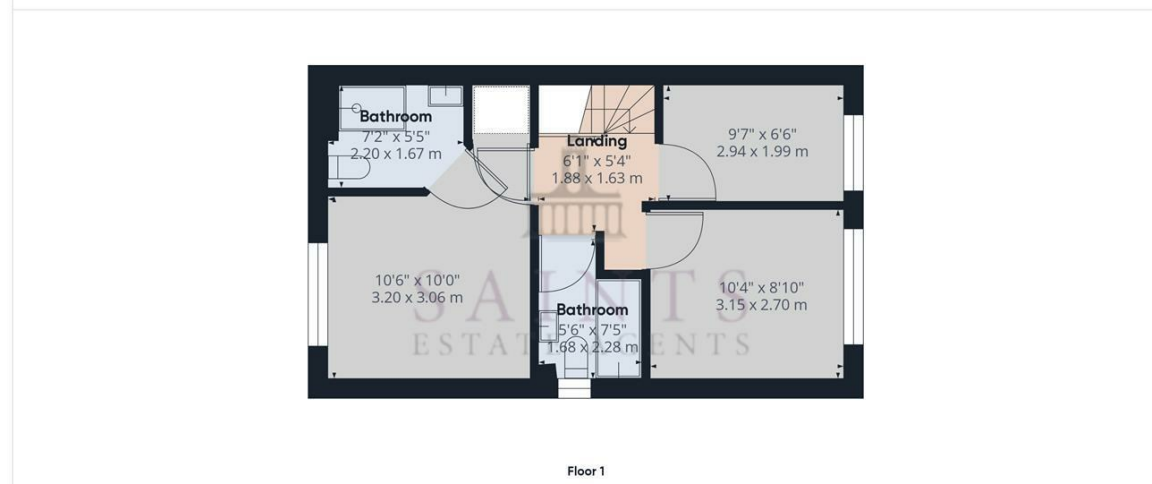 Bathroom
7'2" x 5'5"
2.20 x 1.67 m
Landing
6'1" x 5'4"
1.88 x 1.63 m
9'7" x 6'6"
2.94 x 1.99 m
10'6" x 10'0"
3.20 x 3.06 m
10'4" x 8'10"
3.15 x 2.70 m
Bathroom
5'6" x 7'5"
1.68 x 2.28 m
SAINTS
ESTATE AGENTS
Floor 1